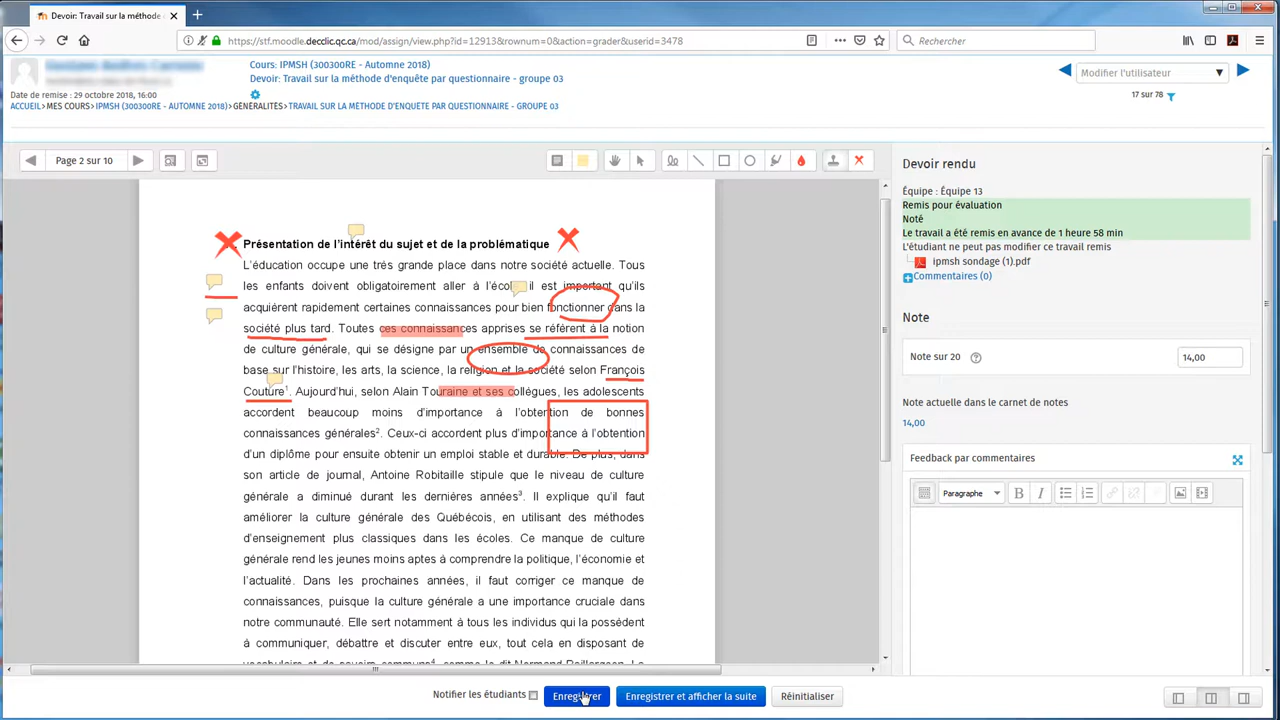 Devoir: Travail sur la méthode
https://stf.moodle.decclic.qc.ca/mod/assign/view.php?id=12913&rownum=0&action=grader&userid=3478
Rechercher
Cours: IPMSH (300300RE - Automne 2018)
Devoir: Travail sur la méthode d'enquête par questionnaire - groupe 03
Modifier l'utilisateur
Date de remise : 29 octobre 2018, 16:00
17 sur 78
ACCUEIL > MES COURS > IPMSH (300300RE - AUTOMNE 2018) > GÉNÉRALITÉS > TRAVAIL SUR LA MÉTHODE D'ENQUÊTE PAR QUESTIONNAIRE - GROUPE 03
Page 2 sur 10
Présentation de l'intérêt du sujet et de la problématique
L'éducation occupe une très grande place dans notre société actuelle. Tous
les enfants doivent obligatoirement aller à il est important qu'ils
acquièrent rapidement certaines connaissances pour bien fonctionner dans la
société plus tard. Toutes ces connaissances apprises se réfèrent à la notion
de culture générale, qui se désigne par un ensemble de connaissances de
base sur l'histoire, les arts, la science, la religion et la société selon François
Couture¹. Aujourd'hui, selon Alain Touraine et ses collègues, les adolescents
accordent beaucoup moins d'importance à l'obtention de bonnes
connaissances générales². Ceux-ci accordent plus d'importance à l'obtention
d'un diplôme pour ensuite obtenir un emploi stable et durable. De plus, dans
son article de journal, Antoine Robitaille stipule que le niveau de culture
générale a diminué durant les dernières années³. Il explique qu'il faut
améliorer la culture générale des Québécois, en utilisant des méthodes
d'enseignement plus classiques dans les écoles. Ce manque de culture
générale rend les jeunes moins aptes à comprendre la politique, l'économie et
l'actualité. Dans les prochaines années, il faut corriger ce manque de
connaissances, puisque la culture générale a une importance cruciale dans
notre communauté. Elle sert notamment à tous les individus qui la possèdent
à communiquer, débattre et discuter entre eux, tout cela en disposant de
Devoir rendu
Équipe : Équipe 13
Remis pour évaluation
Noté
Le travail a été remis en avance de 1 heure 58 min
L'étudiant ne peut pas modifier ce travail remis
ipmsh sondage (1).pdf
Commentaires (0)
Note
Note sur 20
14,00
Note actuelle dans le carnet de notes
14,00
Feedback par commentaires
Paragraphe
B I
Notifier les étudiants
Enregistrer
Enregistrer et afficher la suite
Réinitialiser